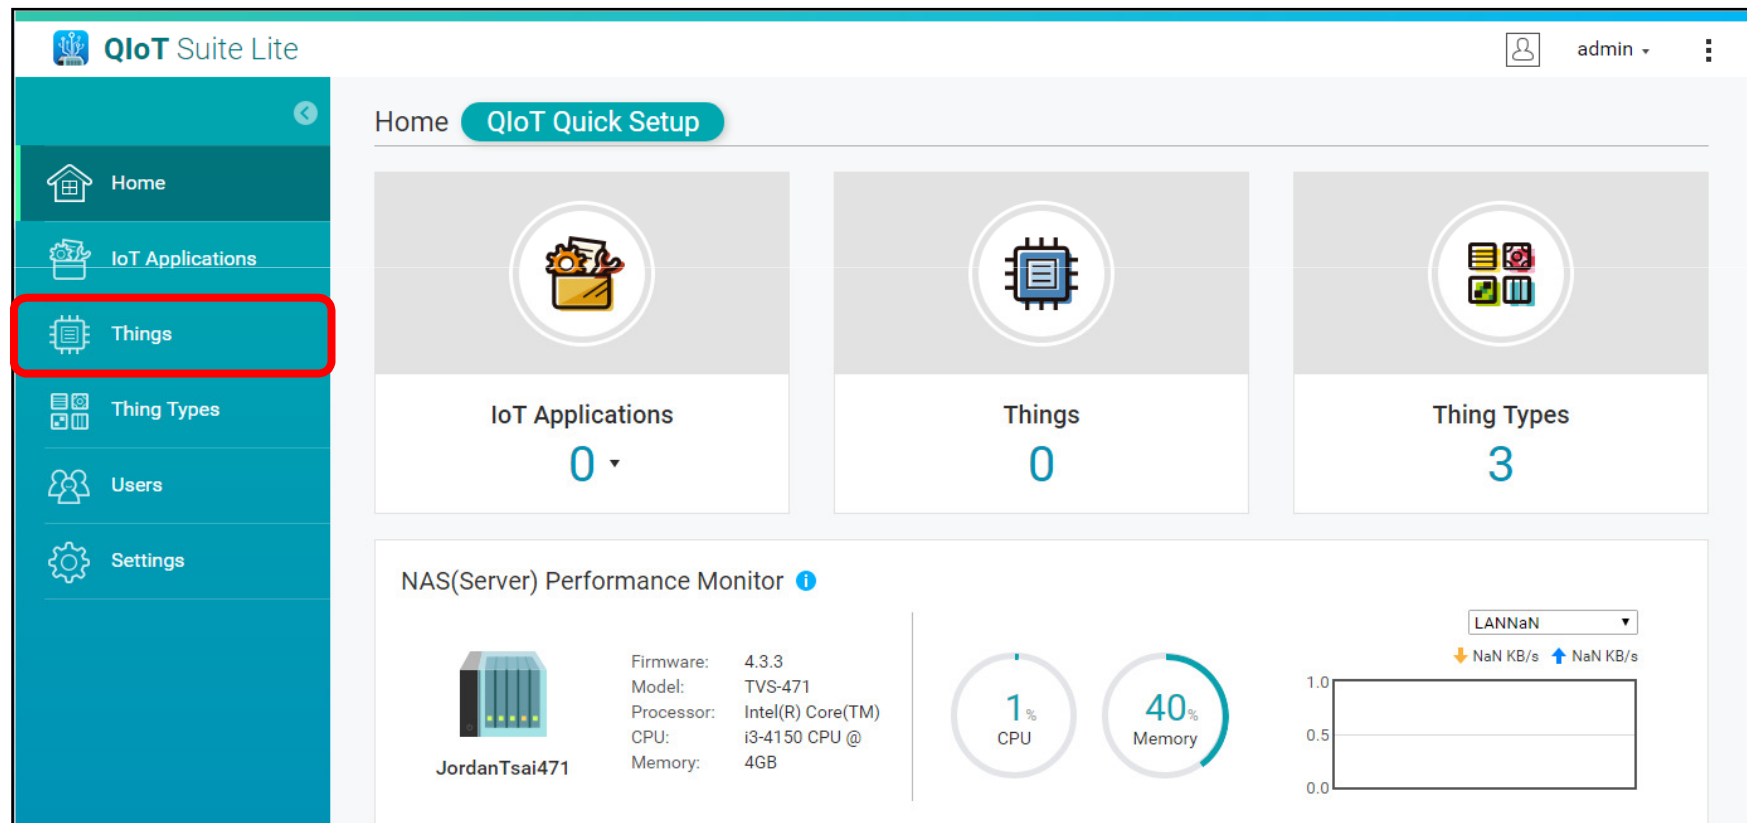 QIoT Suite Lite
admin
Home QIoT Quick Setup
Home
IoT Applications
Things
Thing Types
Users
Settings
IoT Applications
0
Things
0
Thing Types
3
NAS(Server) Performance Monitor
JordanTsai471
Firmware: 4.3.3
Model: TVS-471
Processor: Intel(R) Core(TM)
CPU: i3-4150 CPU @
Memory: 4GB
1%
CPU
40%
Memory
LANNaN
NaN KB/s NaN KB/s
1.0
0.5
0.0